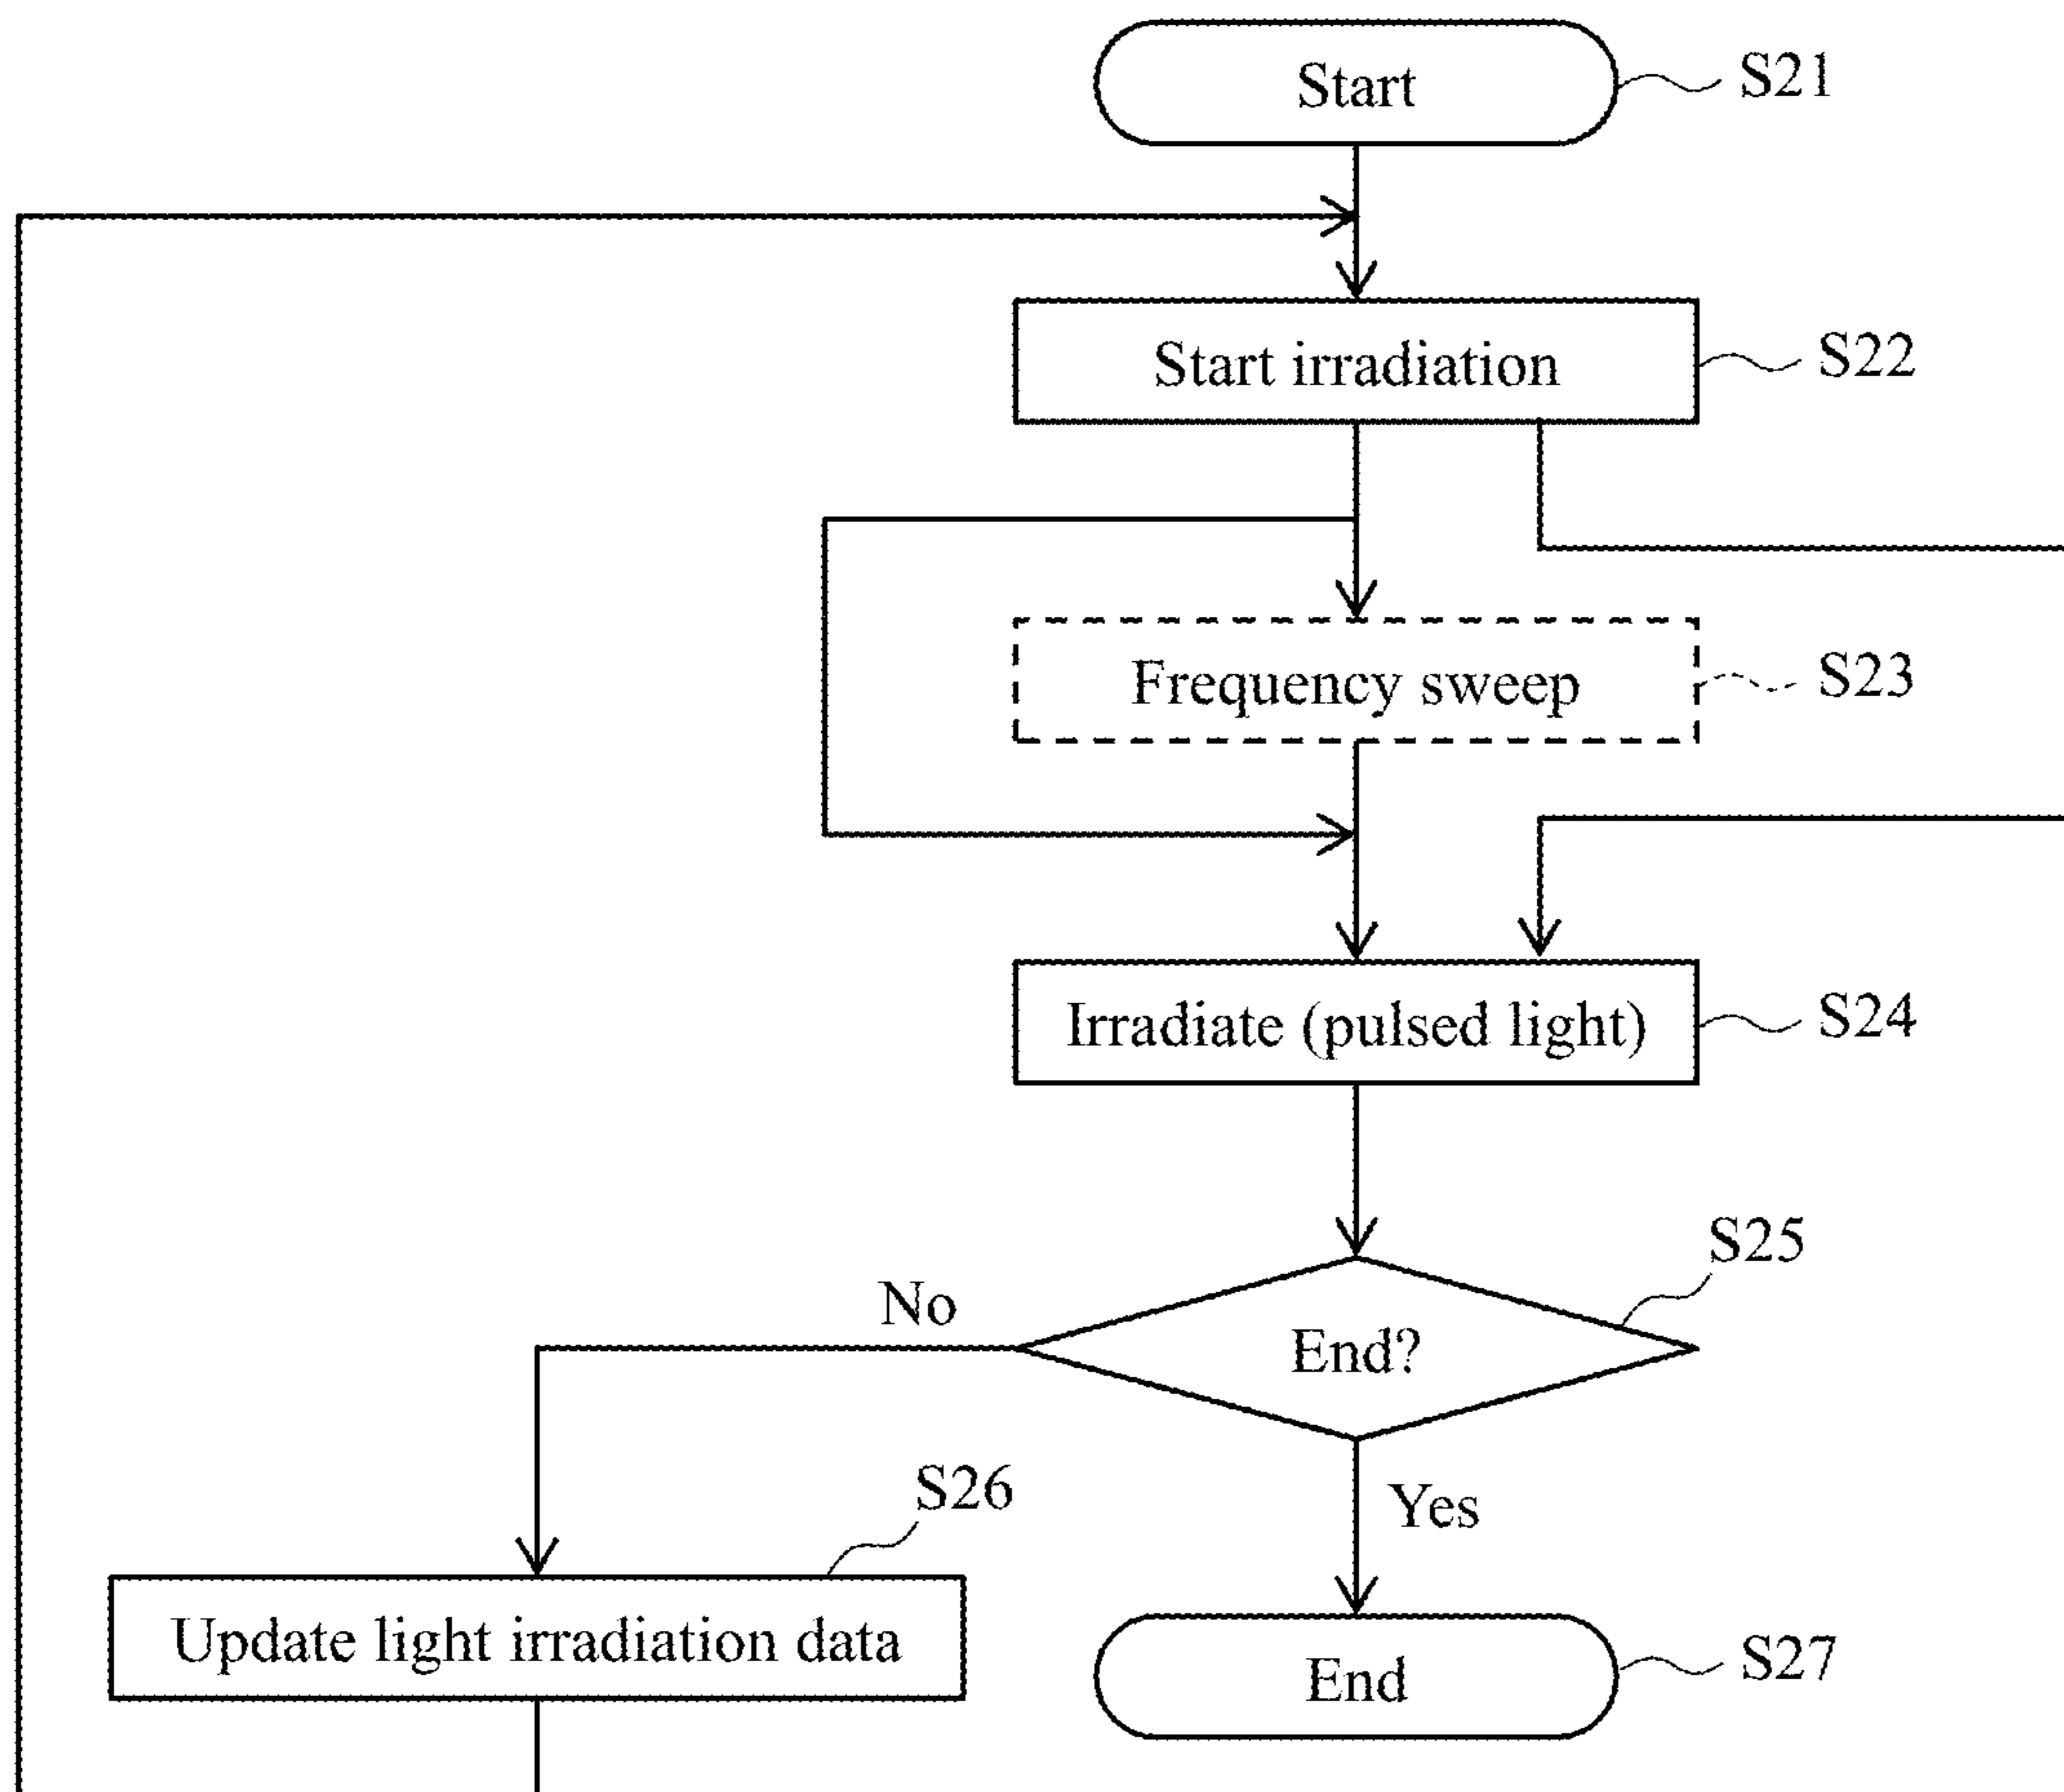 Start
S21
Start irradiation
S22
Frequency sweep
S23
Irradiate (pulsed light)
S24
S25
No
End?
S26
Yes
Update light irradiation data
End
S27